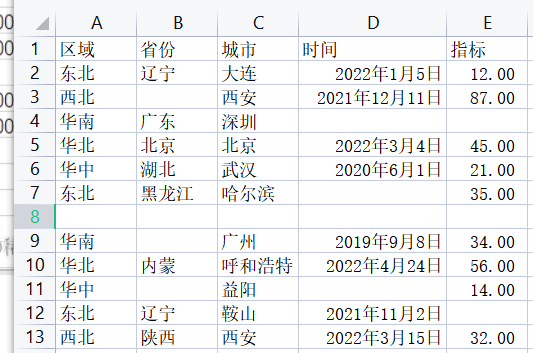 A B C D E
1 区域 省份 城市 时间 指标
2 东北 辽宁 大连 2022年1月5日 12.00
3 西北 西安 2021年12月11日 87.00
4 华南 广东 深圳
5 华北 北京 北京 2022年3月4日 45.00
6 华中 湖北 武汉 2020年6月1日 21.00
7 东北 黑龙江 哈尔滨 35.00
8
9 华南 广州 2019年9月8日 34.00
10 华北 内蒙 呼和浩特 2022年4月24日 56.00
11 华中 益阳 14.00
12 东北 辽宁 鞍山 2021年11月2日
13 西北 陕西 西安 2022年3月15日 32.00